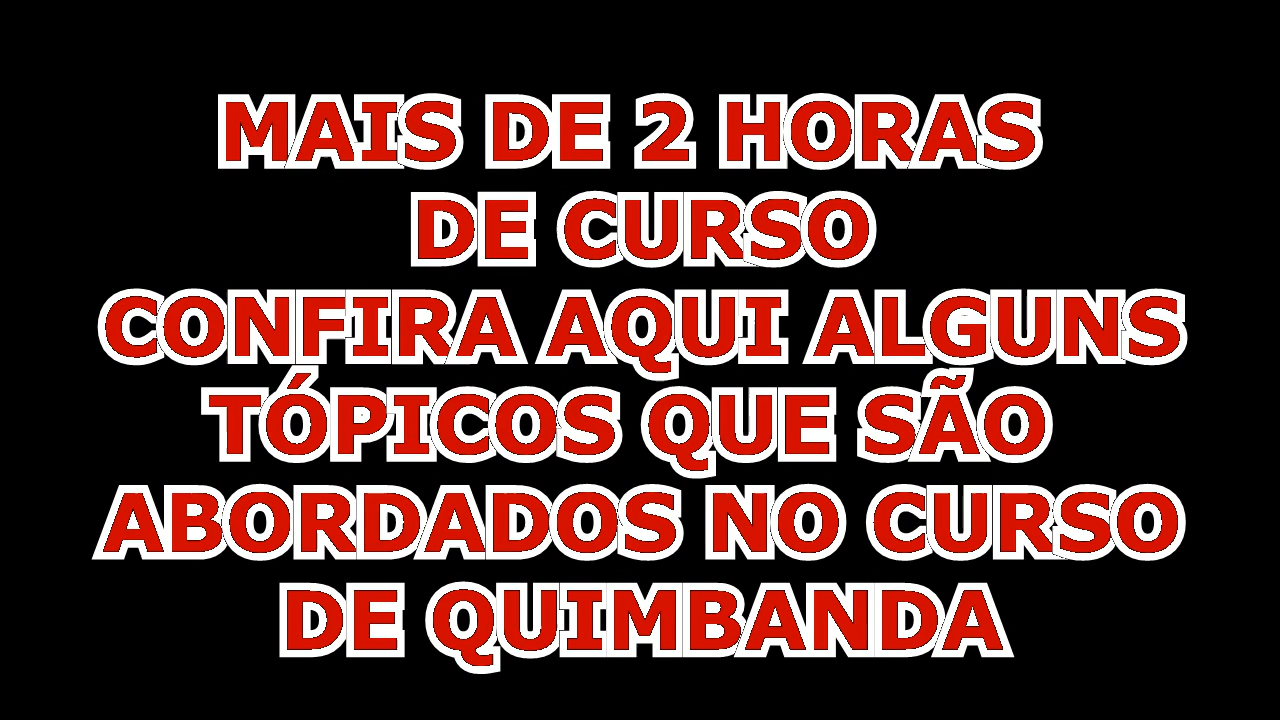 MAIS DE 2 HORAS
DE CURSO
CONFIRA AQUI ALGUNS
TÓPICOS QUE SÃO
ABORDADOS NO CURSO
DE QUIMBANDA